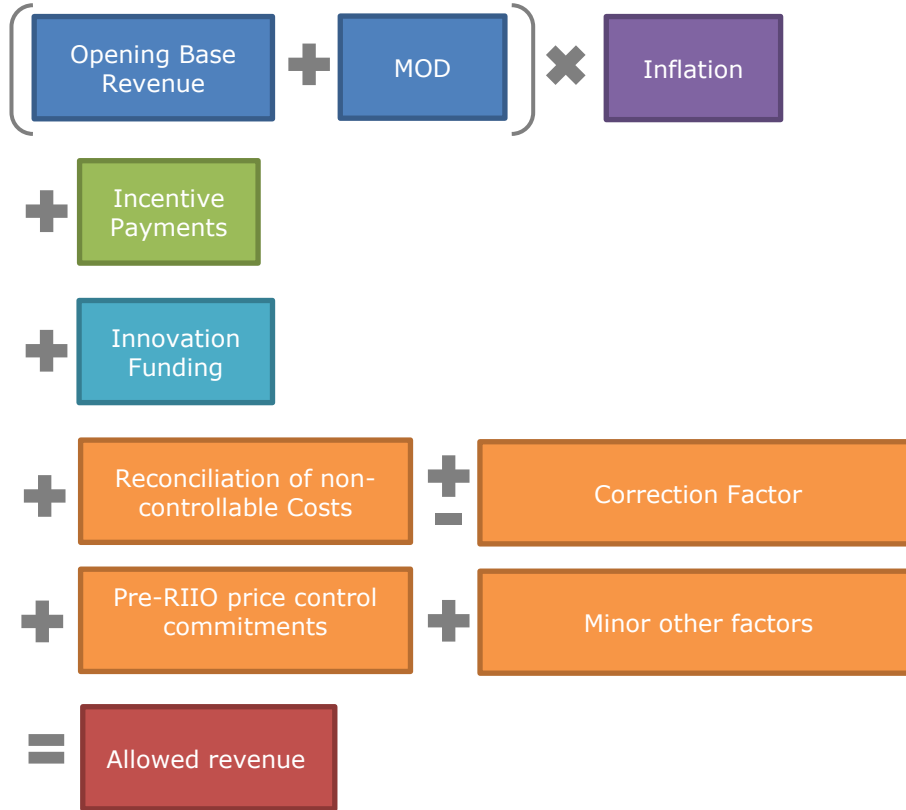 Opening Base
Revenue
MOD
Inflation
Incentive
Payments
Innovation
Funding
Reconciliation of non-
controllable Costs
Correction Factor
Pre-RIIO price control
commitments
Minor other factors
Allowed revenue